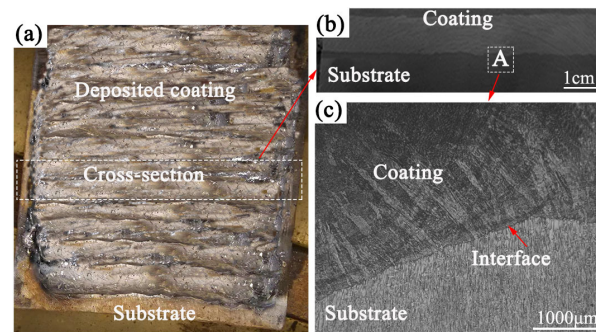 (a)
Deposited coating
Cross-section
Substrate
(b)
Coating
A
Substrate
1cm
(c)
Coating
Interface
Substrate
1000μm